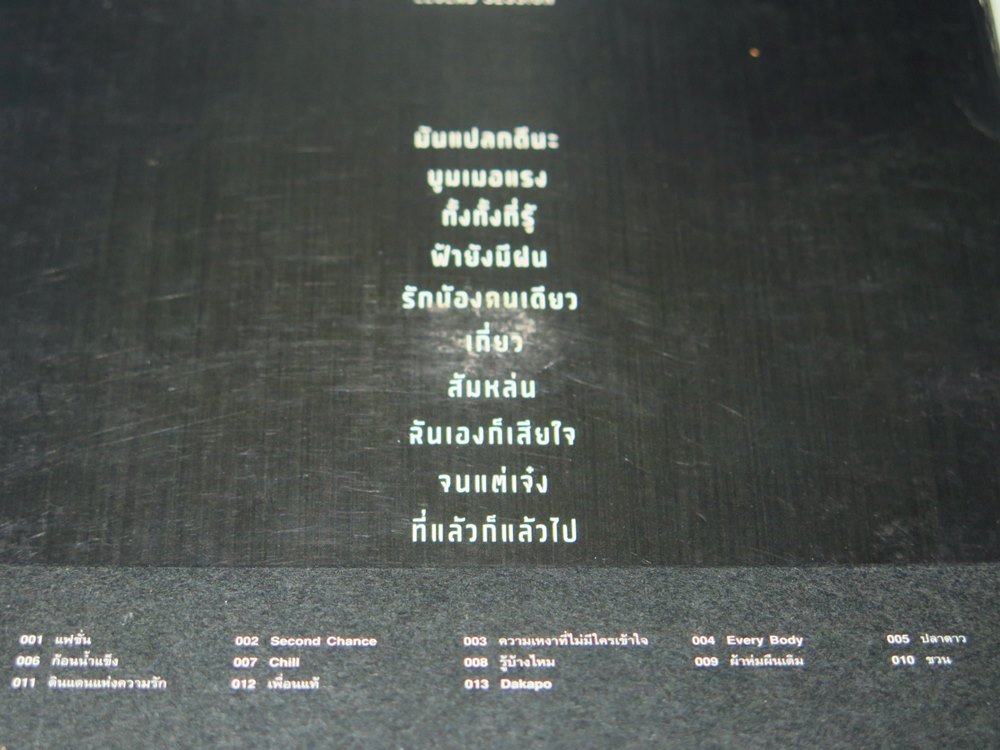 LEGEND SESSION
มันแปลกดีนะ
บูมเมอแรง
ทั้งทั้งที่รู้
ฟ้ายังมีฝน
รักน้องคนเดียว
เดี่ยว
ส้มหล่น
ฉันเองก็เสียใจ
จนแต่เจ๋ง
ที่แล้วก็แล้วไป
001 แฟชั่น 002 Second Chance 003 ความเหงาที่ไม่มีใครเข้าใจ 004 Every Body 005 ปลาดาว
006 ก้อนน้ำแข็ง 007 Chill 008 รู้บ้างไหม 009 ผ้าห่มผืนเดิม 010 ชวน
011 ดินแดนแห่งความรัก 012 เพื่อนแท้ 013 Dakapo